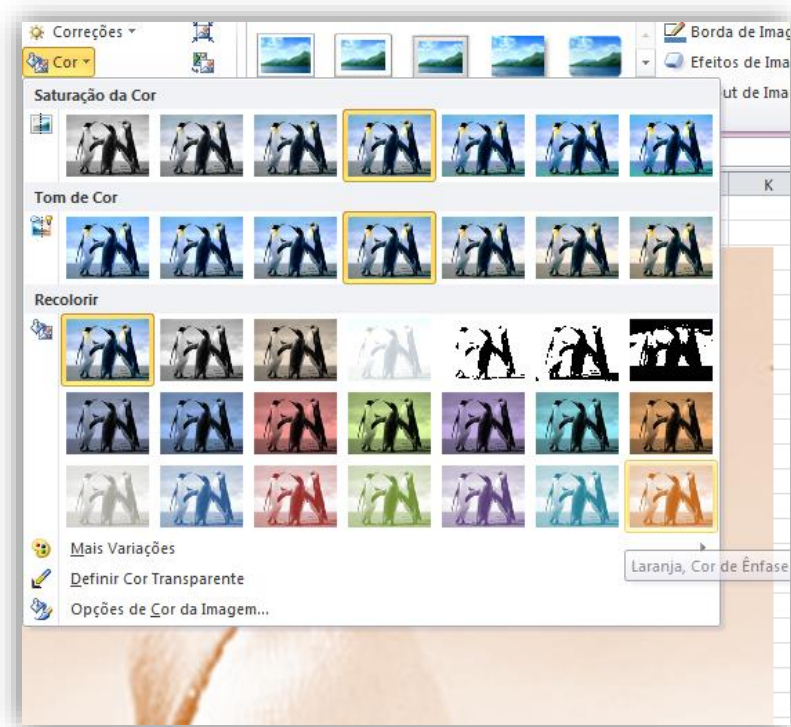 Correções
Borda de Imag
Cor
Efeitos de Ima
ut de Ima
Saturação da Cor
K
Tom de Cor
Recolorir
Mais Variações
Laranja, Cor de Ênfase
Definir Cor Transparente
Opções de Cor da Imagem...